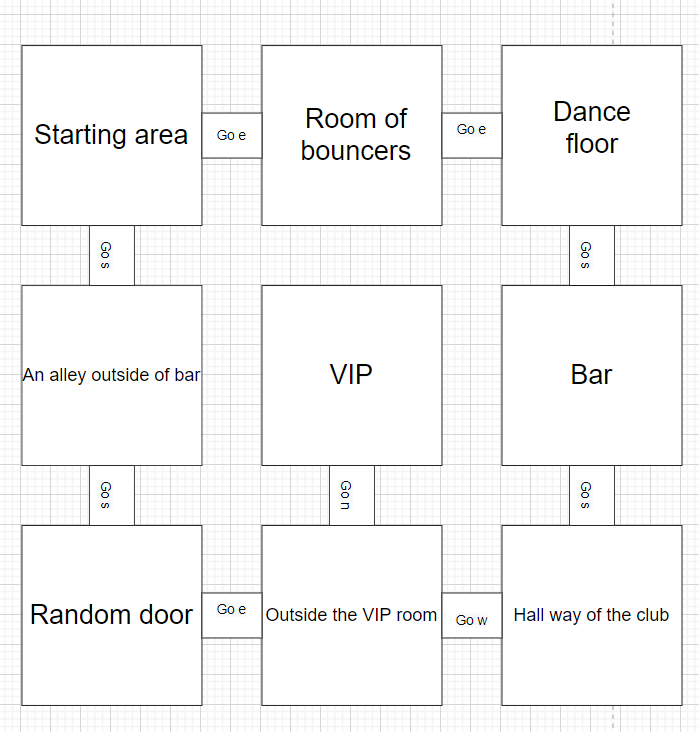 Starting area
Go e
Room of
bouncers
Go e
Dance
floor
Go s
Go s
An alley outside of bar
VIP
Bar
Go s
Go n
Go s
Random door
Go e
Outside the VIP room
Go w
Hall way of the club